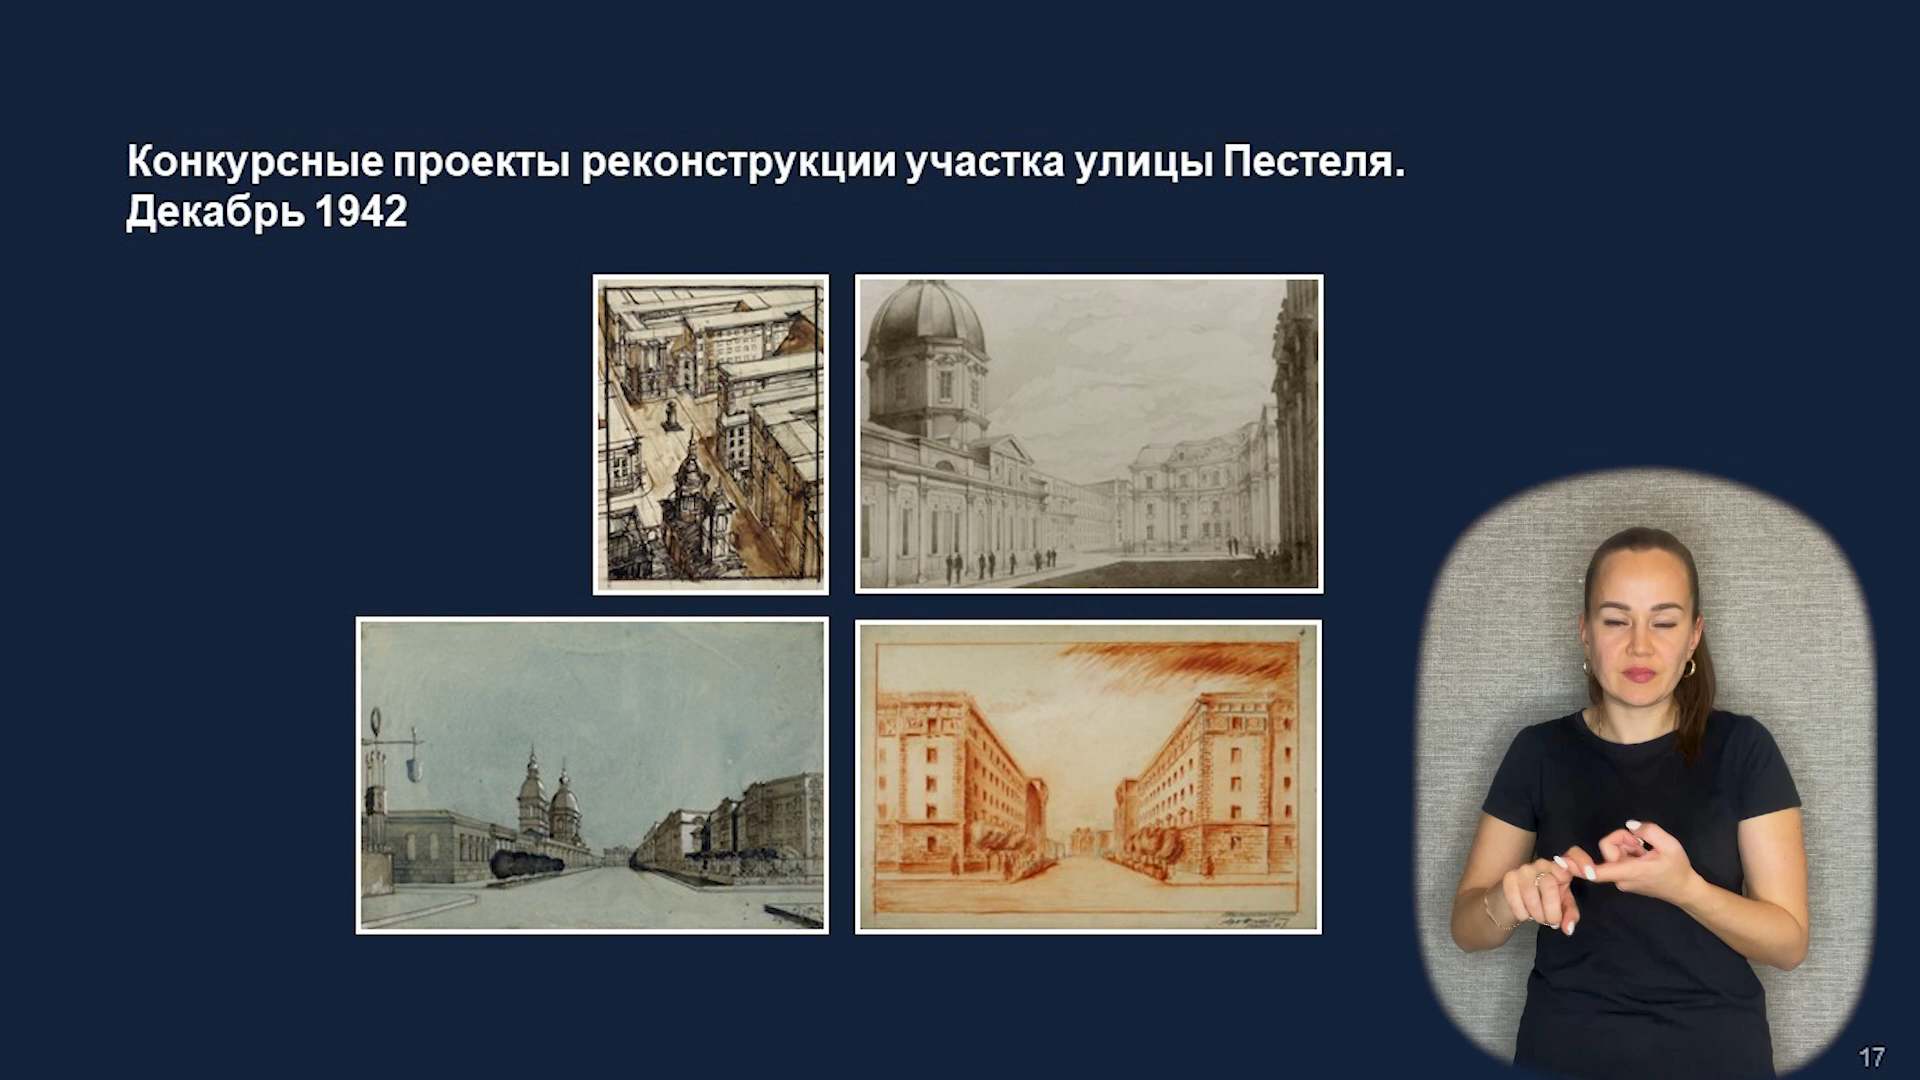 Конкурсные проекты реконструкции участка улицы Пестеля.
Декабрь 1942
17